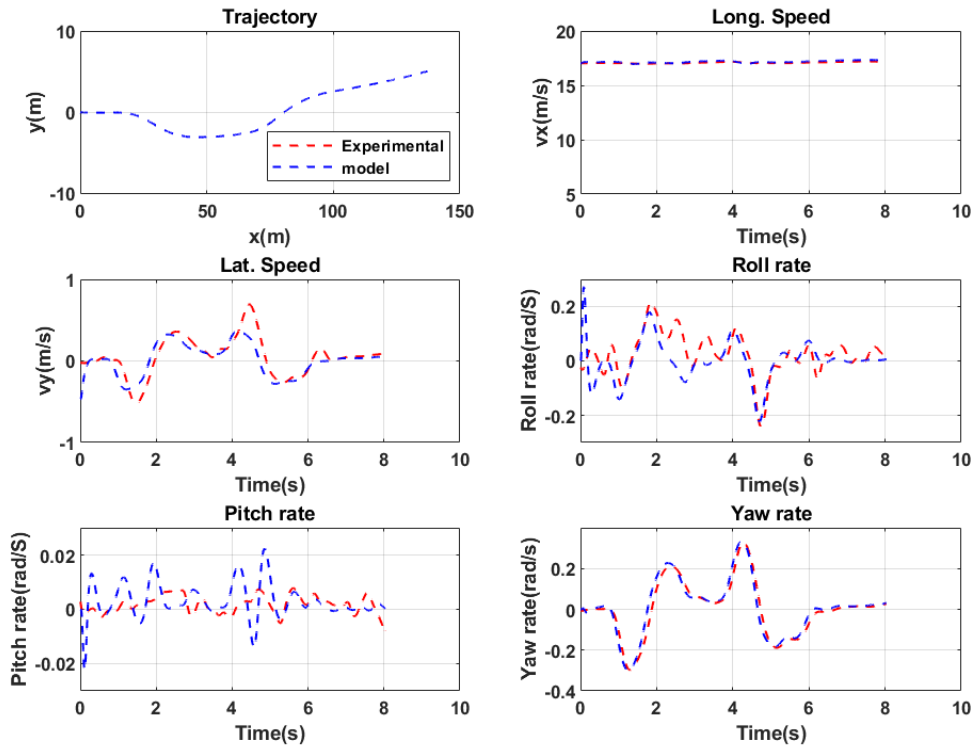 Trajectory
10
0
-10
y(m)
0
50
100
150
x(m)
Experimental
model
Long. Speed
20
15
10
5
vx(m/s)
0
2
4
6
8
10
Time(s)
Lat. Speed
1
0
-1
vy(m/s)
0
2
4
6
8
10
Time(s)
Roll rate
0.2
0
-0.2
Roll rate(rad/S)
0
2
4
6
8
10
Time(s)
Pitch rate
0.02
0
-0.02
Pitch rate(rad/S)
0
2
4
6
8
10
Time(s)
Yaw rate
0.2
0
-0.2
-0.4
Yaw rate(rad/s)
0
2
4
6
8
10
Time(s)